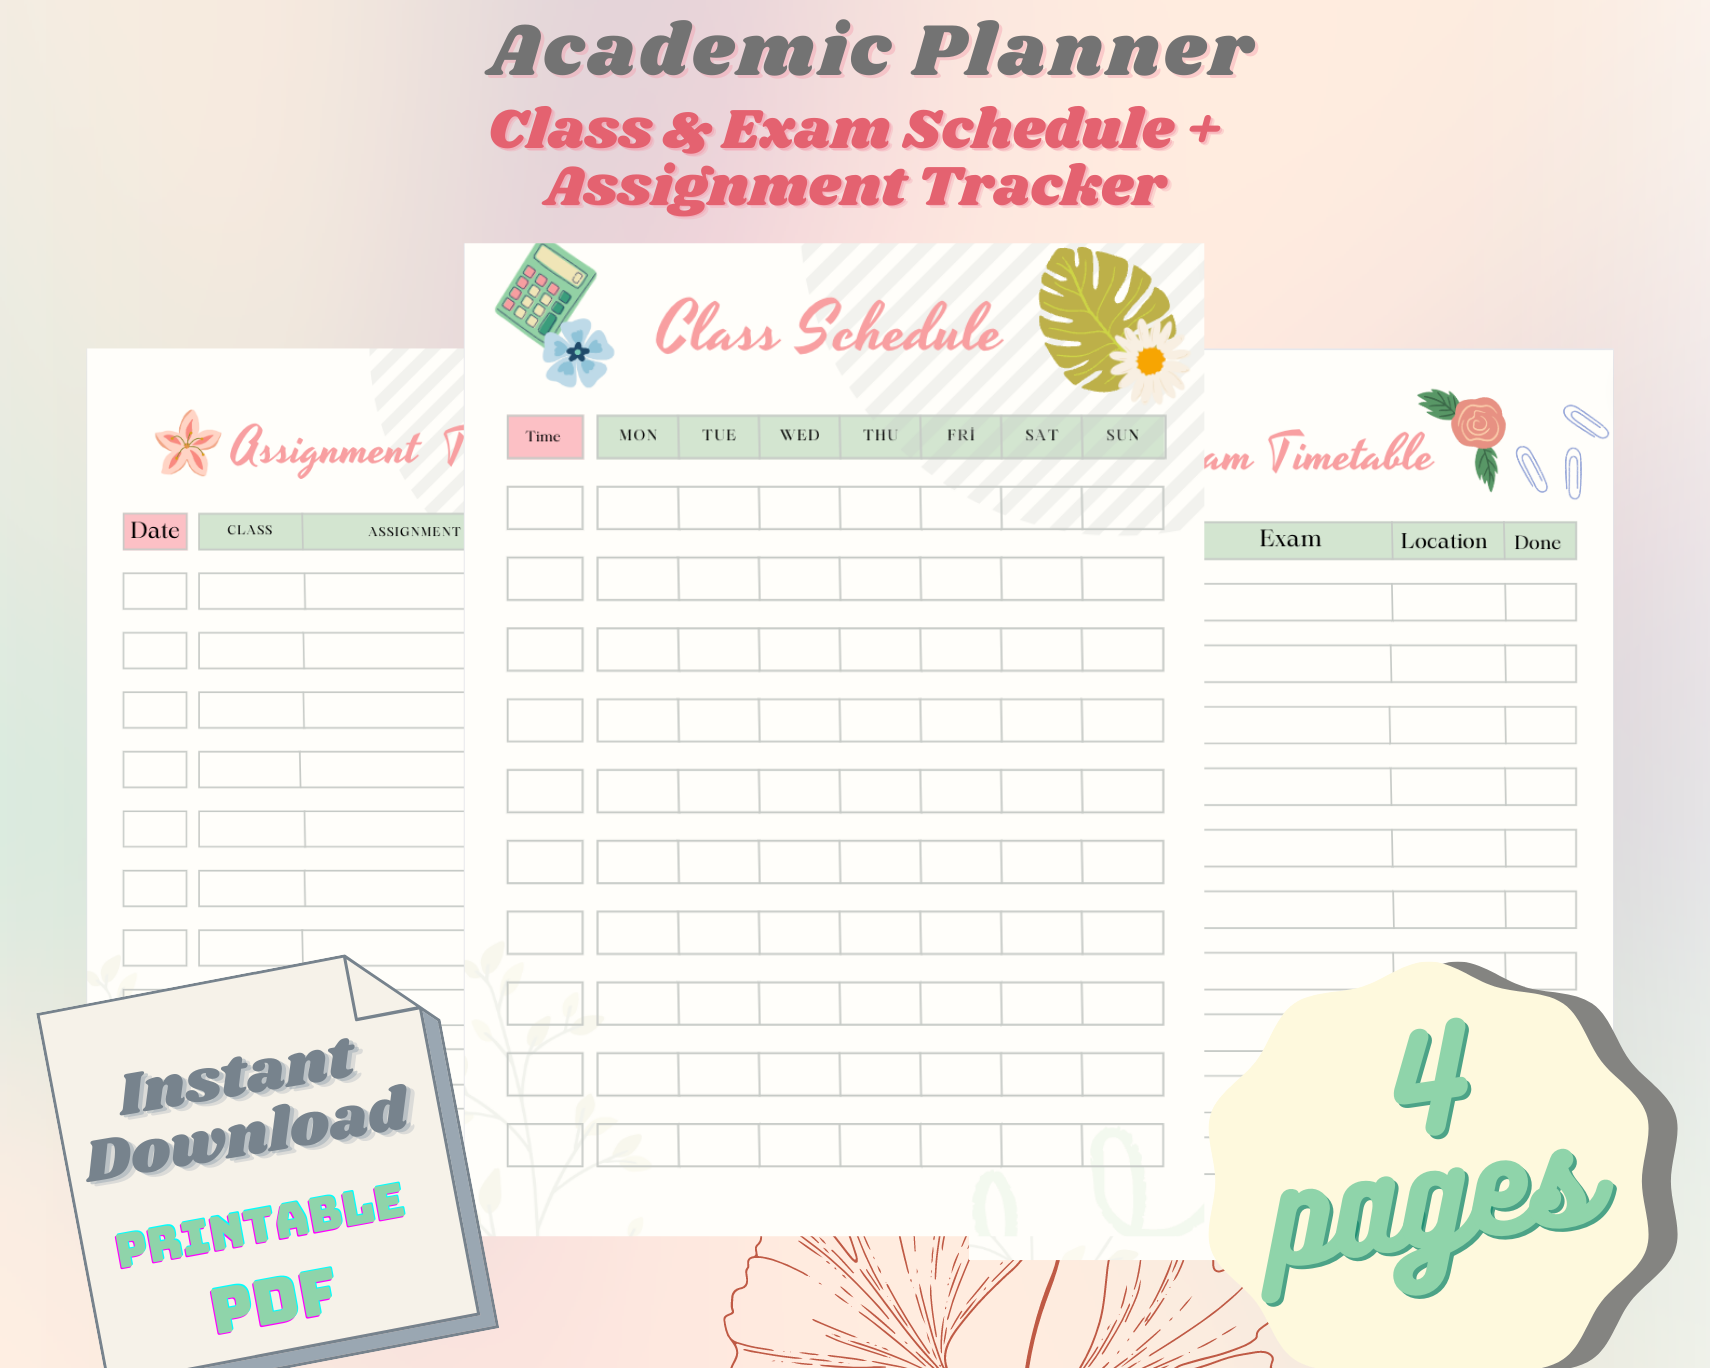 Academic Planner
Class & Exam Schedule +
Assignment Tracker
Class Schedule
Time MON TUE WED THU FRİ SAT SUN
Assignment T
Date CLASS ASSIGNMENT
am Timetable
Exam Location Done
Instant
Download
PRINTABLE
PDF
4
pages